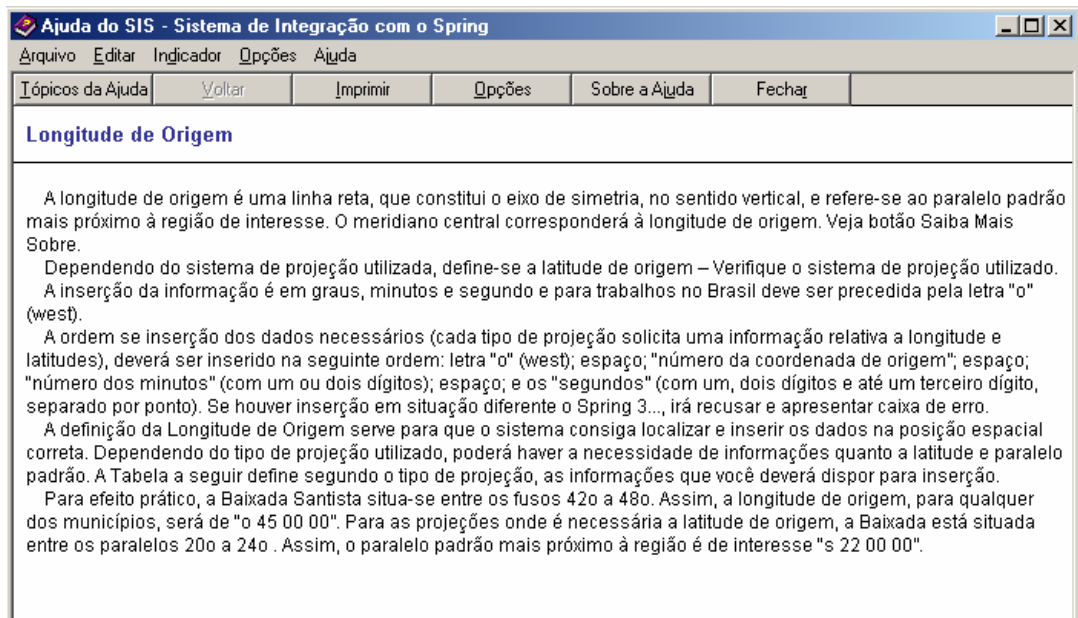 Ajuda do SIS - Sistema de Integração com o Spring
Arquivo Editar Indicador Opções Ajuda
Tópicos da Ajuda Voltar Imprimir Opções Sobre a Ajuda Fechar
Longitude de Origem
A longitude de origem é uma linha reta, que constitui o eixo de simetria, no sentido vertical, e refere-se ao paralelo padrão
mais próximo à região de interesse. O meridiano central corresponderá à longitude de origem. Veja botão Saiba Mais
Sobre.
Dependendo do sistema de projeção utilizada, define-se a latitude de origem – Verifique o sistema de projeção utilizado.
A inserção da informação é em graus, minutos e segundo e para trabalhos no Brasil deve ser precedida pela letra "o"
(west).
A ordem se inserção dos dados necessários (cada tipo de projeção solicita uma informação relativa a longitude e
latitudes), deverá ser inserido na seguinte ordem: letra "o" (west); espaço; "número da coordenada de origem"; espaço;
"número dos minutos" (com um ou dois dígitos); espaço; e os "segundos" (com um, dois dígitos e até um terceiro dígito,
separado por ponto). Se houver inserção em situação diferente o Spring 3..., irá recusar e apresentar caixa de erro.
A definição da Longitude de Origem serve para que o sistema consiga localizar e inserir os dados na posição espacial
correta. Dependendo do tipo de projeção utilizado, poderá haver a necessidade de informações quanto a latitude e paralelo
padrão. A Tabela a seguir define segundo o tipo de projeção, as informações que você deverá dispor para inserção.
Para efeito prático, a Baixada Santista situa-se entre os fusos 42o a 48o. Assim, a longitude de origem, para qualquer
dos municípios, será de "o 45 00 00". Para as projeções onde é necessária a latitude de origem, a Baixada está situada
entre os paralelos 20o a 24o . Assim, o paralelo padrão mais próximo à região é de interesse "s 22 00 00".